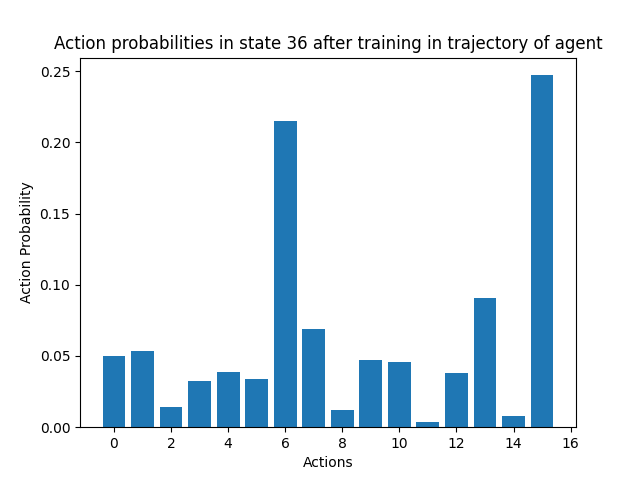 Action probabilities in state 36 after training in trajectory of agent
0.25
0.20
0.15
0.10
0.05
0.00
Action Probability
0 2 4 6 8 10 12 14 16
Actions